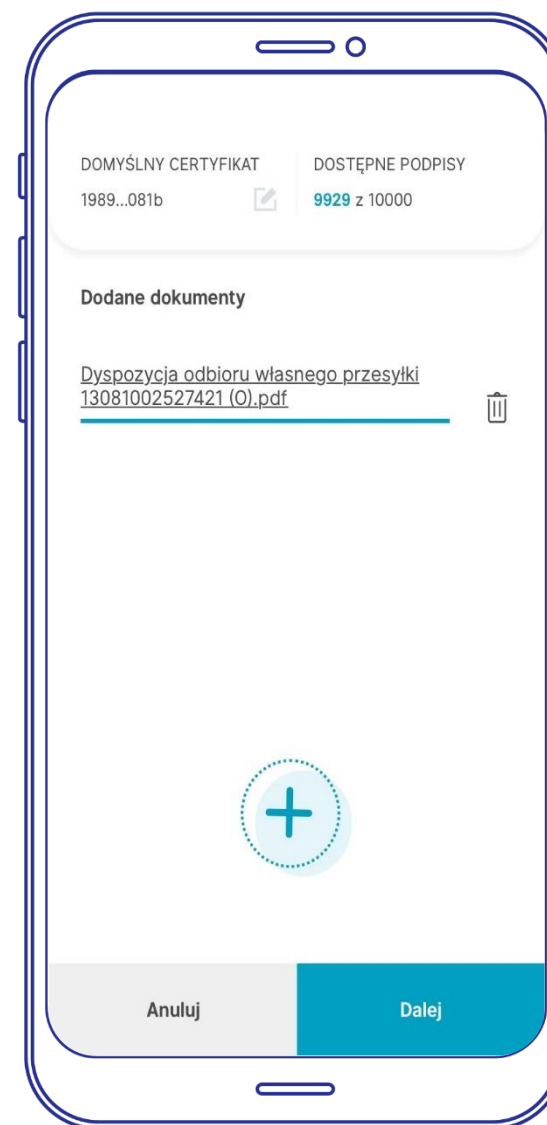 DOMYŚLNY CERTYFIKAT
1989...081b
DOSTĘPNE PODPISY
9929 z 10000
Dodane dokumenty
Dyspozycja odbioru własnego przesyłki
13081002527421 (O).pdf
Anuluj
Dalej